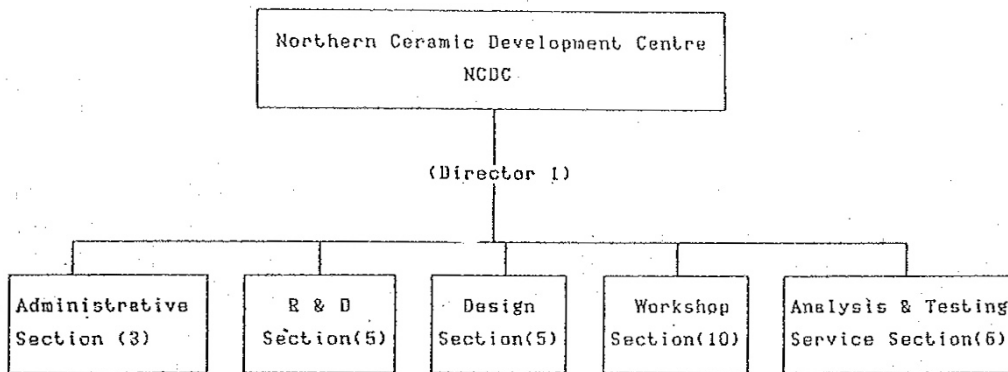 Northern Ceramic Development Centre
NCDC
(Director 1)
Administrative
Section (3)
R & D
Section(5)
Design
Section(5)
Workshop
Section(10)
Analysis & Testing
Service Section(6)